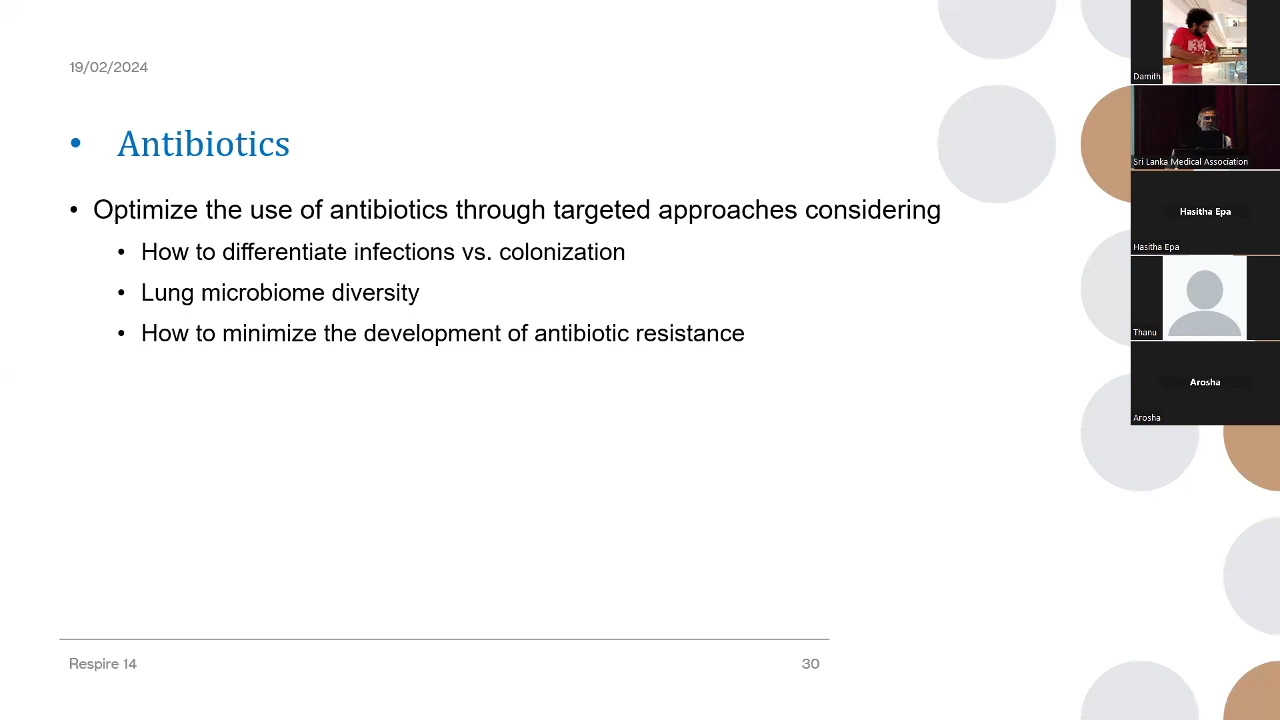 19/02/2024
• Antibiotics
• Optimize the use of antibiotics through targeted approaches considering
• How to differentiate infections vs. colonization
• Lung microbiome diversity
• How to minimize the development of antibiotic resistance
Respire 14
30
Damith
Sri Lanka Medical Association
Hasitha Epa
Hasitha Epa
Thanu
Arosha
Arosha